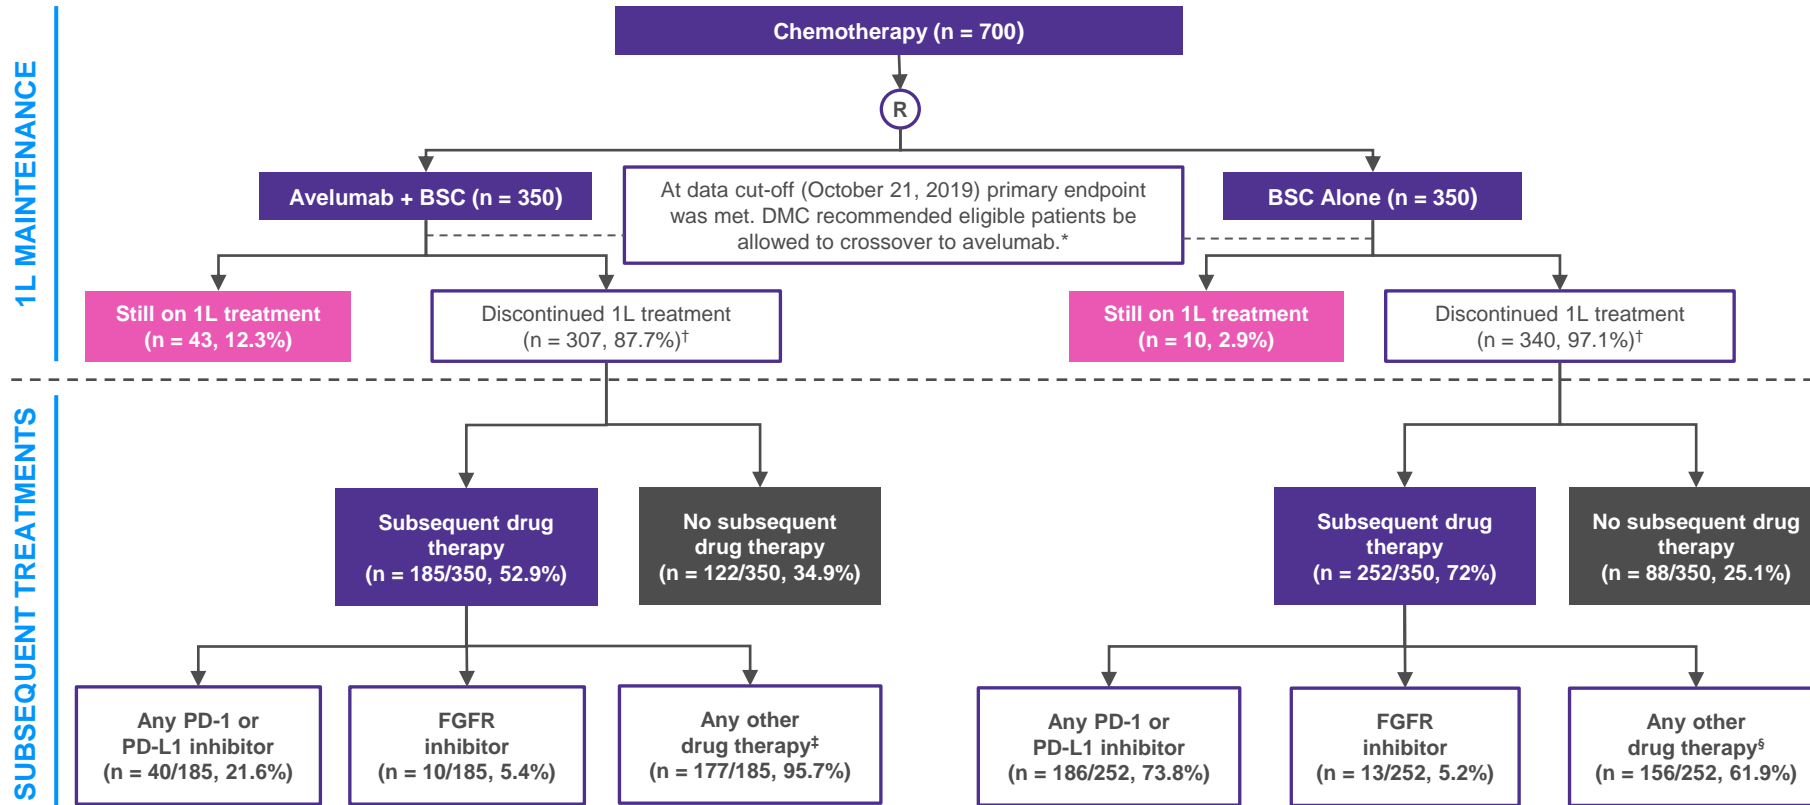 1L MAINTENANCE
Chemotherapy (n = 700)
R
Avelumab + BSC (n = 350)
At data cut-off (October 21, 2019) primary endpoint
was met. DMC recommended eligible patients be
allowed to crossover to avelumab.*
BSC Alone (n = 350)
Still on 1L treatment
(n = 43, 12.3%)
Discontinued 1L treatment
(n = 307, 87.7%)†
Still on 1L treatment
(n = 10, 2.9%)
Discontinued 1L treatment
(n = 340, 97.1%)†
SUBSEQUENT TREATMENTS
Subsequent drug
therapy
(n = 185/350, 52.9%)
No subsequent
drug therapy
(n = 122/350, 34.9%)
Subsequent drug
therapy
(n = 252/350, 72%)
No subsequent drug
therapy
(n = 88/350, 25.1%)
Any PD-1 or
PD-L1 inhibitor
(n = 40/185, 21.6%)
FGFR
inhibitor
(n = 10/185, 5.4%)
Any other
drug therapy‡
(n = 177/185, 95.7%)
Any PD-1 or
PD-L1 inhibitor
(n = 186/252, 73.8%)
FGFR
inhibitor
(n = 13/252, 5.2%)
Any other
drug therapy§
(n = 156/252, 61.9%)